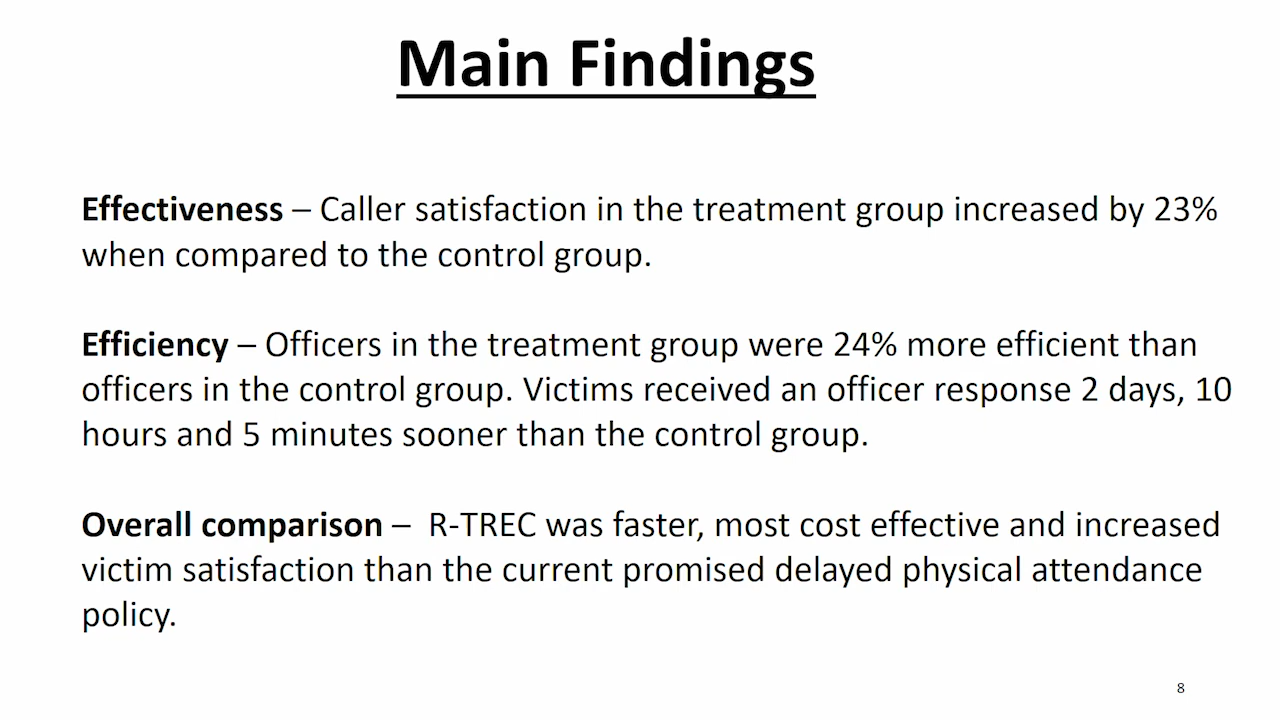 Main Findings
Effectiveness – Caller satisfaction in the treatment group increased by 23%
when compared to the control group.
Efficiency – Officers in the treatment group were 24% more efficient than
officers in the control group. Victims received an officer response 2 days, 10
hours and 5 minutes sooner than the control group.
Overall comparison –  R-TREC was faster, most cost effective and increased
victim satisfaction than the current promised delayed physical attendance
policy.
8